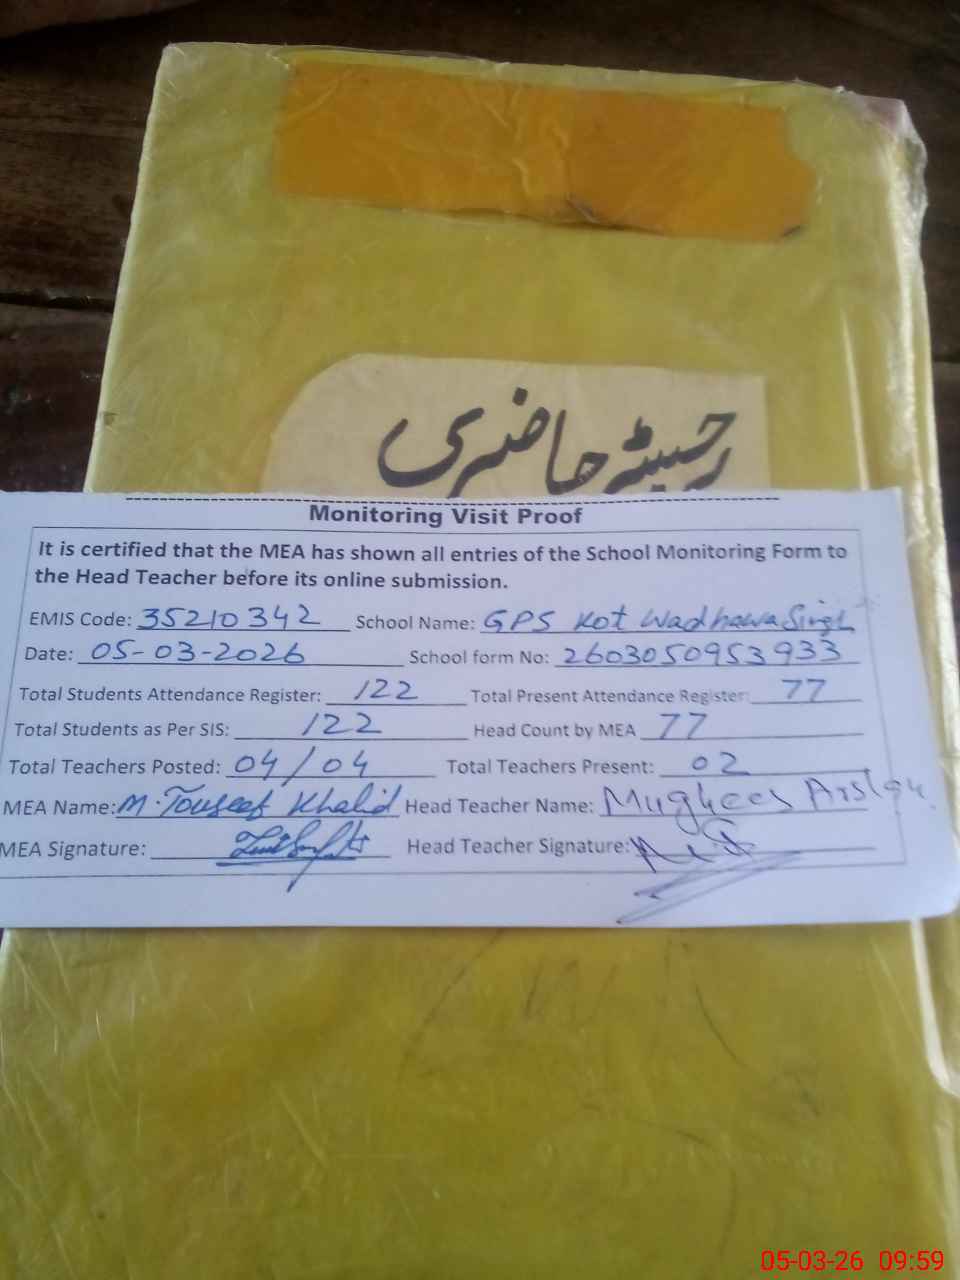 رجسٹر حاضری
Monitoring Visit Proof
It is certified that the MEA has shown all entries of the School Monitoring Form to
the Head Teacher before its online submission.
EMIS Code: 35210342 School Name: GPS Kot Wadhawa Singh
Date: 05-03-2026 School form No: 2603050953933
Total Students Attendance Register: 122 Total Present Attendance Register: 77
Total Students as Per SIS: 122 Head Count by MEA 77
Total Teachers Posted: 04/04 Total Teachers Present: 02
MEA Name: M. Touseef Khalid Head Teacher Name: Mughees Arslan
MEA Signature: Head Teacher Signature:
05-03-26 09:59